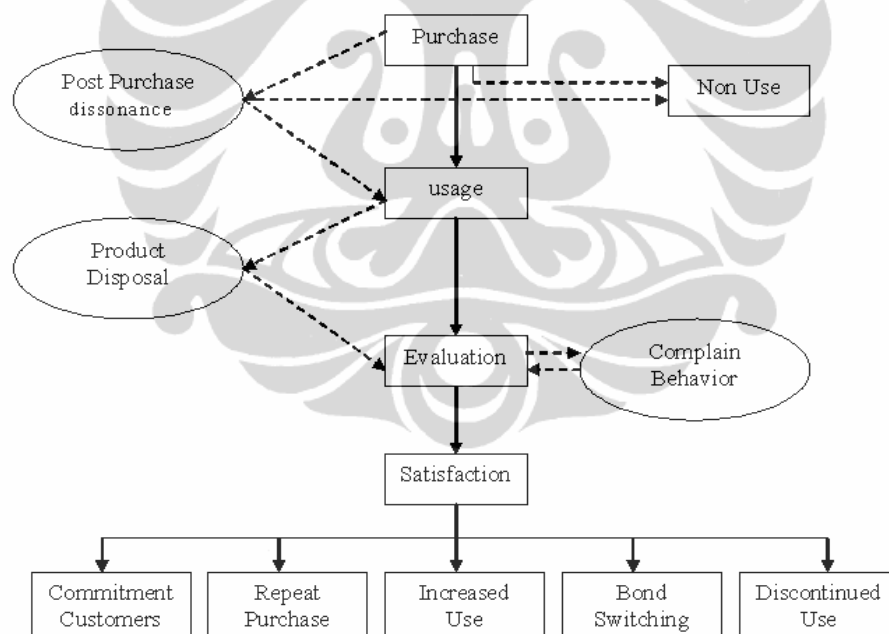 Purchase
Post Purchase
dissonance
Non Use
usage
Product
Disposal
Evaluation
Complain
Behavior
Satisfaction
Commitment
Customers
Repeat
Purchase
Increased
Use
Bond
Switching
Discontinued
Use